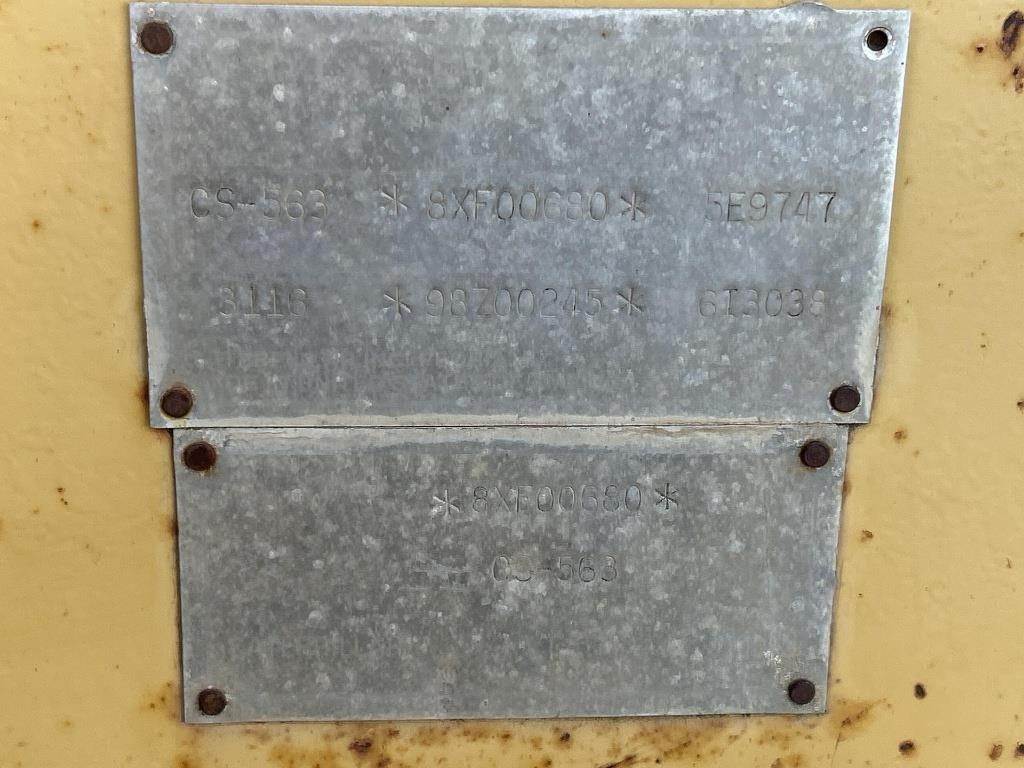 CS-563 *8XF00680* 5E9747
3116 *98Z00245* 6I3038
*8XF00680*
CS-563